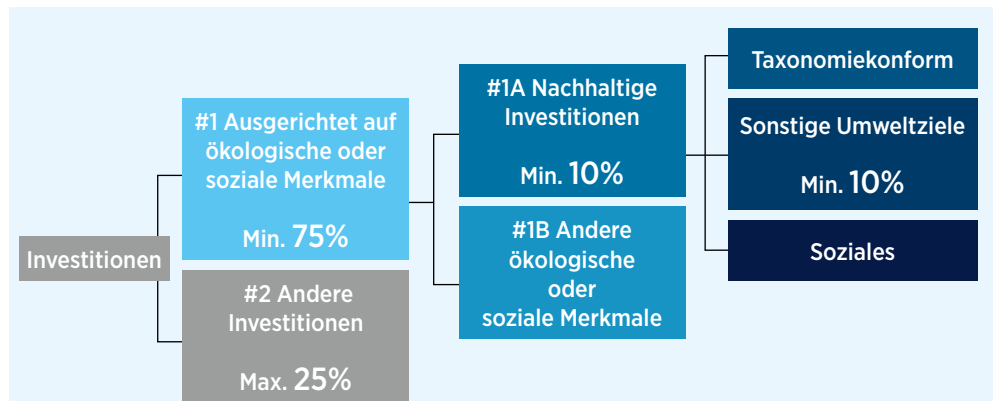 Investitionen
#1 Ausgerichtet auf
ökologische oder
soziale Merkmale
Min. 75%
#2 Andere
Investitionen
Max. 25%
#1A Nachhaltige
Investitionen
Min. 10%
#1B Andere
ökologische
oder
soziale Merkmale
Taxonomiekonform
Sonstige Umweltziele
Min. 10%
Soziales